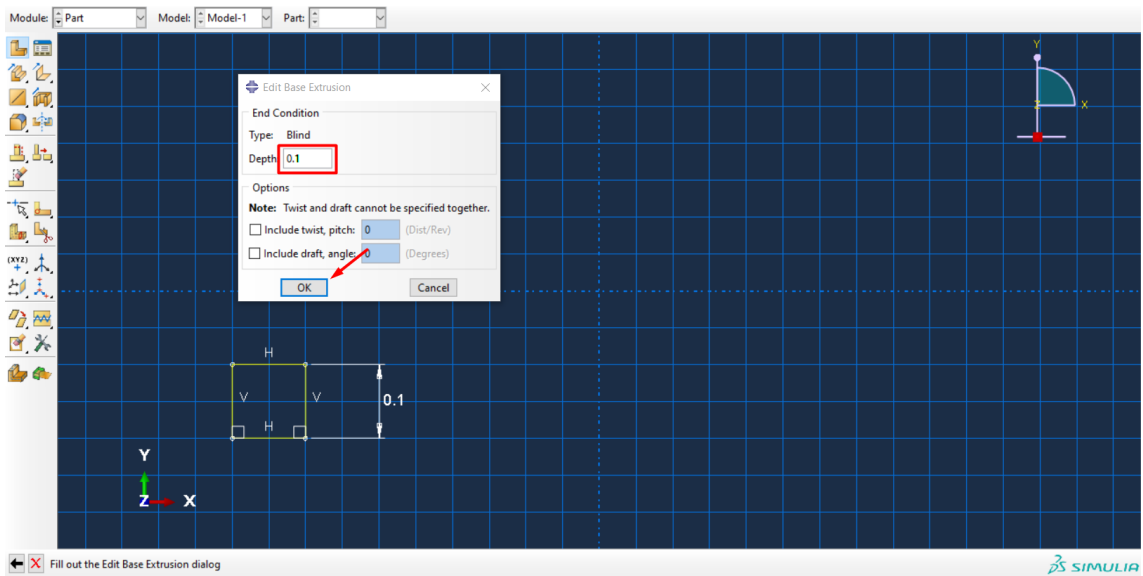 Module: Part Model: Model-1 Part:
Y
X
Z
Edit Base Extrusion
End Condition
Type: Blind
Depth: 0.1
Options
Note: Twist and draft cannot be specified together.
Include twist, pitch: 0 (Dist/Rev)
Include draft, angle: 0 (Degrees)
OK Cancel
(XYZ)
H
V V 0.1
H
Y
Z X
Fill out the Edit Base Extrusion dialog
SIMULIA